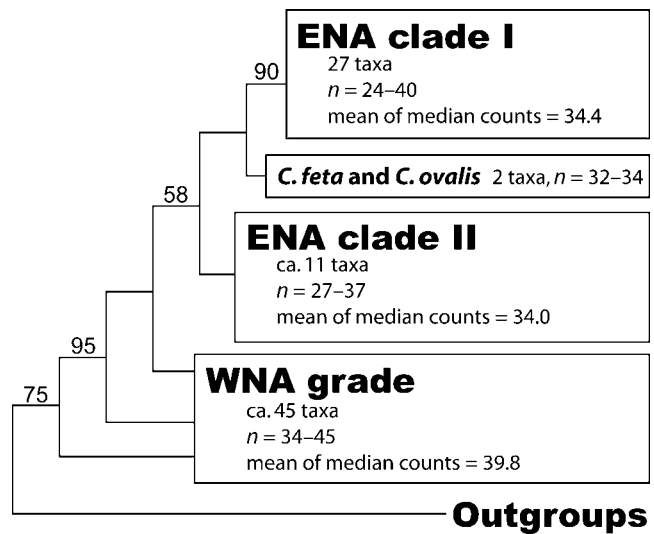 ENA clade I
90
27 taxa
n = 24–40
mean of median counts = 34.4
C. feta and C. ovalis 2 taxa, n = 32–34
58
ENA clade II
ca. 11 taxa
n = 27–37
mean of median counts = 34.0
95
WNA grade
75
ca. 45 taxa
n = 34–45
mean of median counts = 39.8
Outgroups